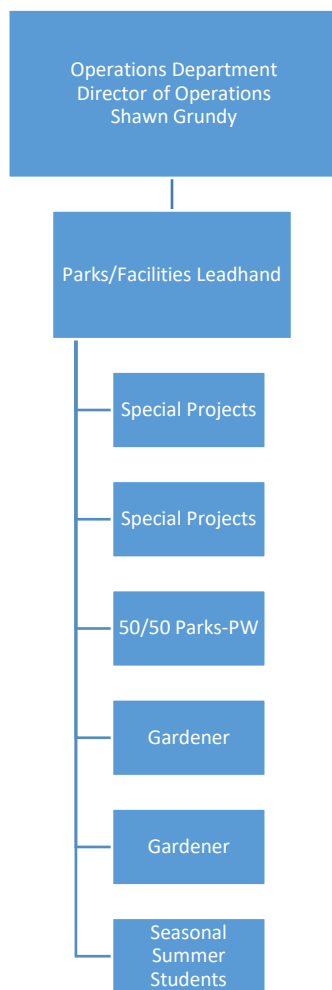 Operations Department
Director of Operations
Shawn Grundy
Parks/Facilities Leadhand
Special Projects
Special Projects
50/50 Parks-PW
Gardener
Gardener
Seasonal
Summer
Students